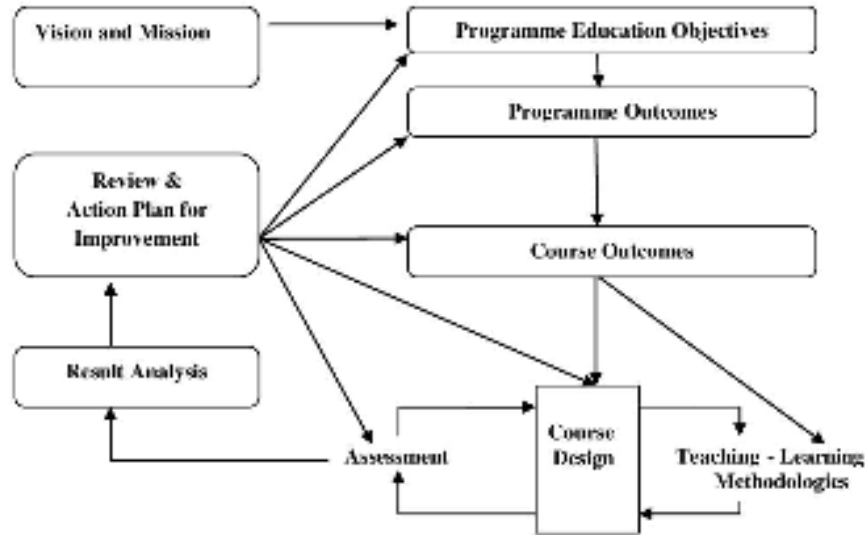 Vision and Mission
Programme Education Objectives
Programme Outcomes
Review &
Action Plan for
Improvement
Course Outcomes
Result Analysis
Assessment
Course
Design
Teaching - Learning
Methodologies